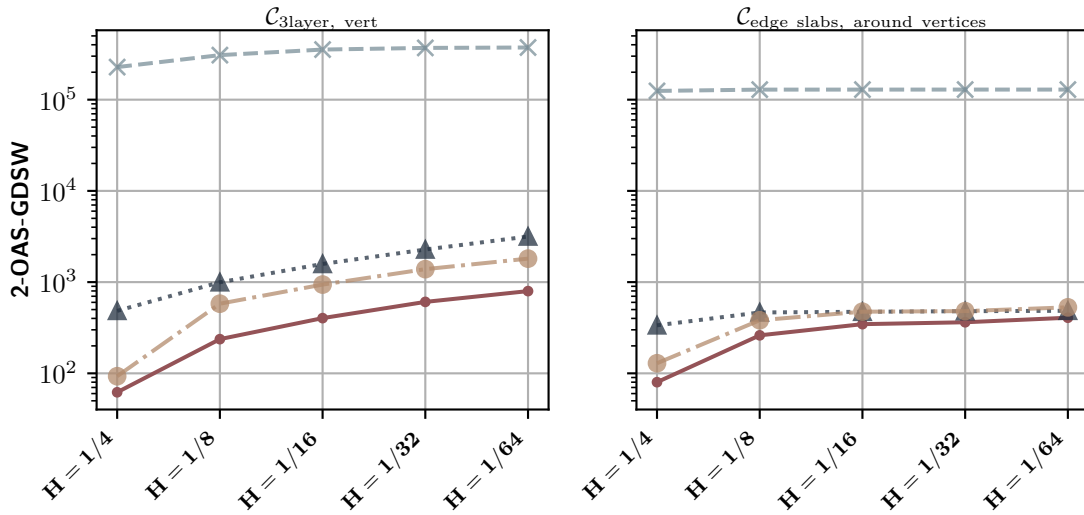 C3layer, vert
Cedge slabs, around vertices
2-OAS-GDSW
10^5
10^4
10^3
10^2
H = 1/4
H = 1/8
H = 1/16
H = 1/32
H = 1/64
H = 1/4
H = 1/8
H = 1/16
H = 1/32
H = 1/64